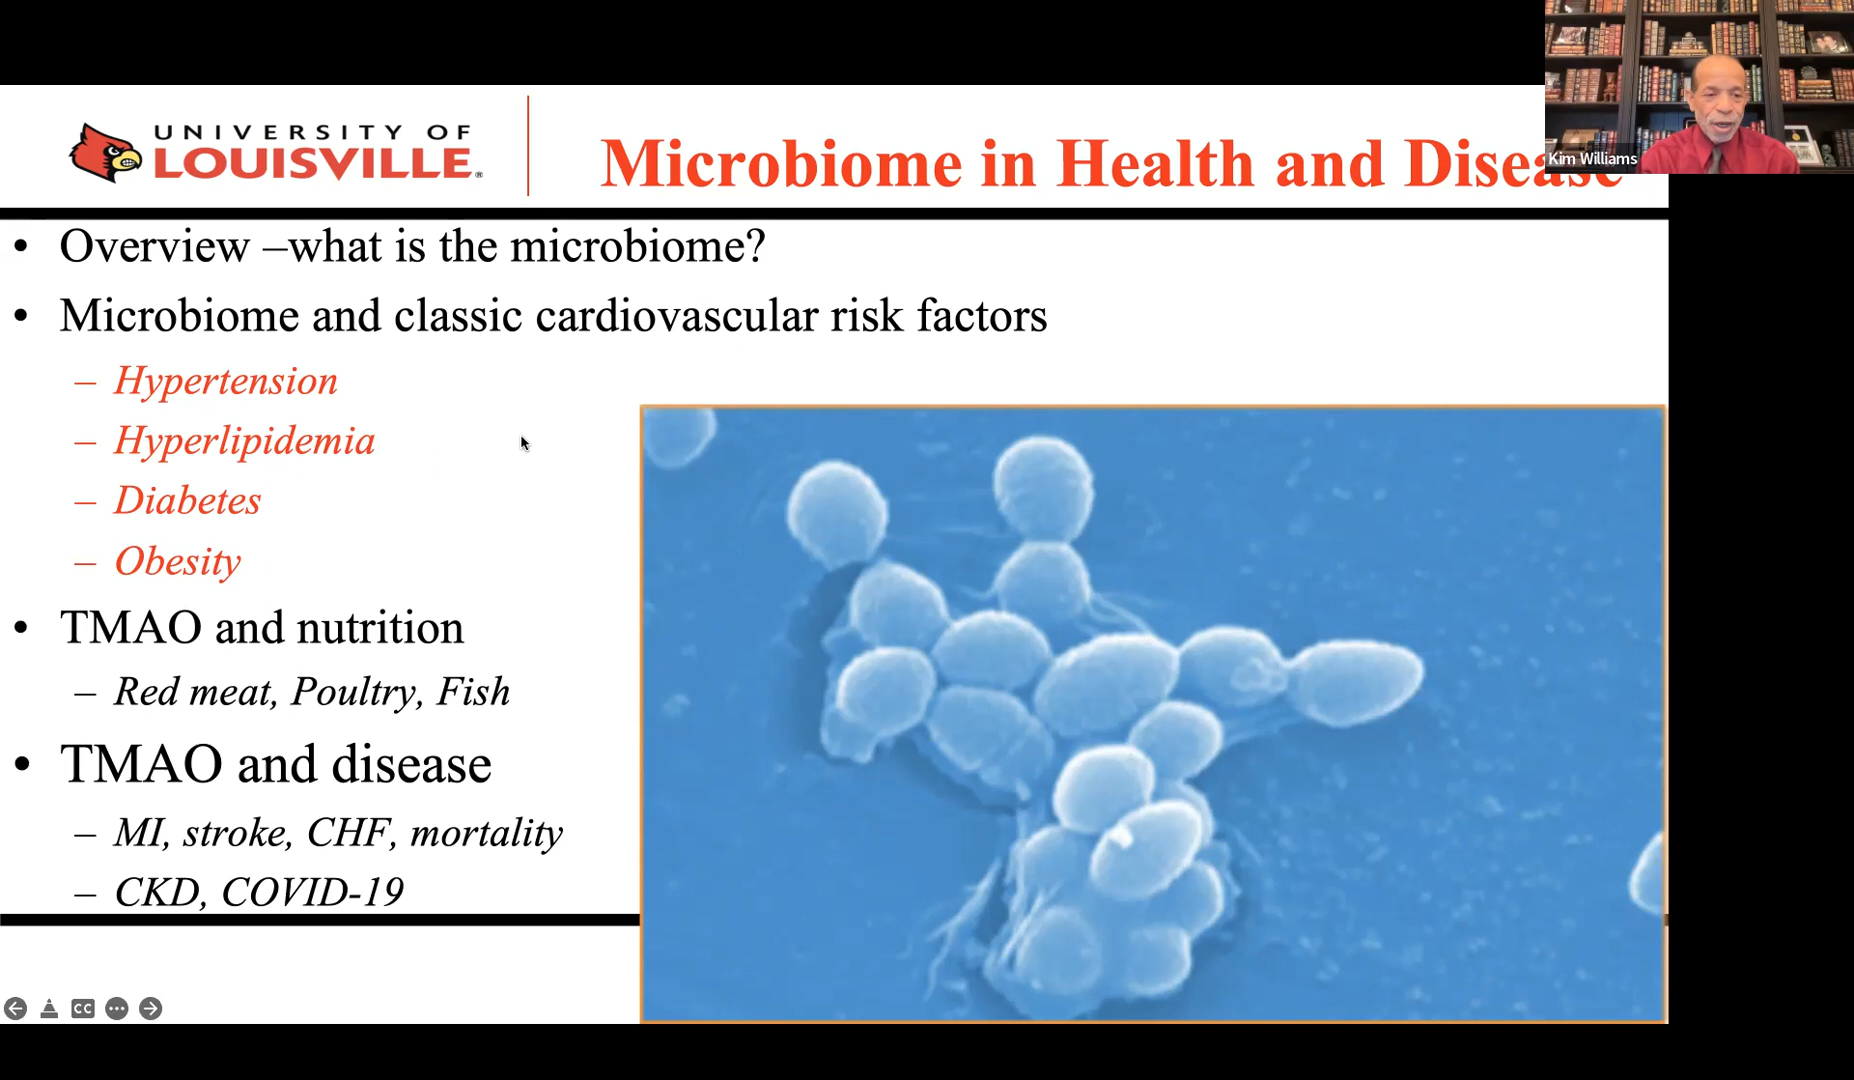 UNIVERSITY OF
LOUISVILLE.
Microbiome in Health and Disease
Kim Williams
• Overview –what is the microbiome?
• Microbiome and classic cardiovascular risk factors
– Hypertension
– Hyperlipidemia
– Diabetes
– Obesity
• TMAO and nutrition
– Red meat, Poultry, Fish
• TMAO and disease
– MI, stroke, CHF, mortality
– CKD, COVID-19
CC